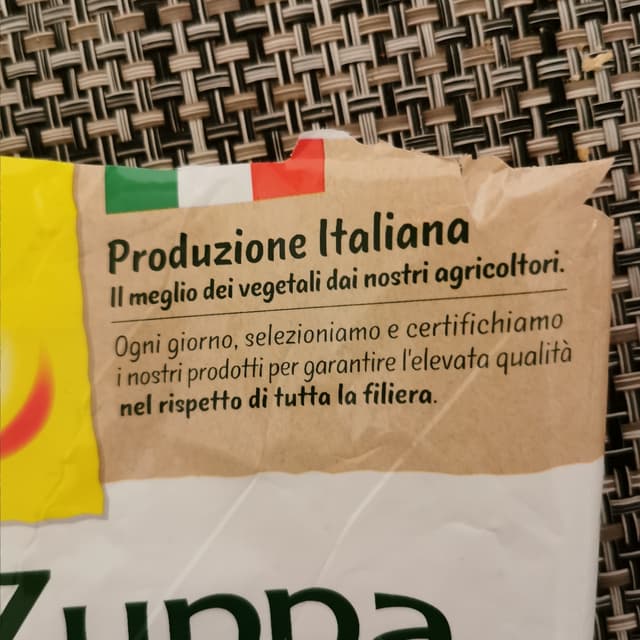 Produzione Italiana
Il meglio dei vegetali dai nostri agricoltori.
Ogni giorno, selezioniamo e certifichiamo
i nostri prodotti per garantire l'elevata qualità
nel rispetto di tutta la filiera.
Zuppa